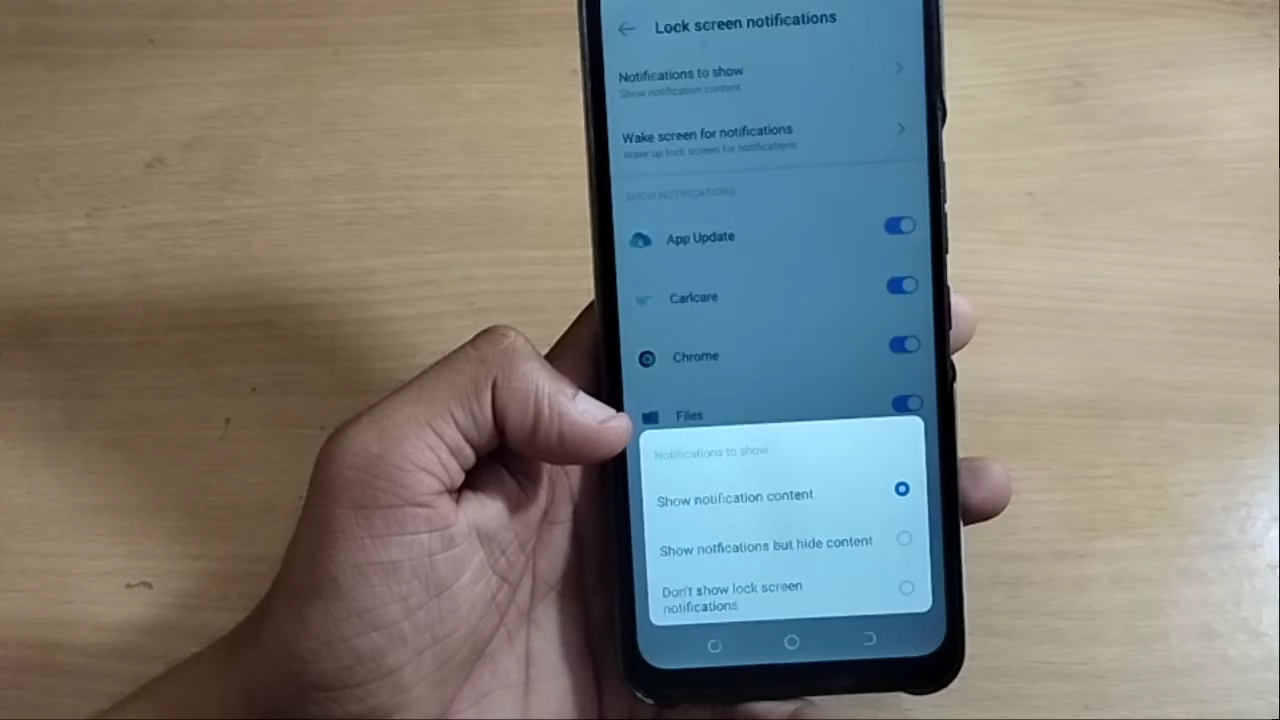 Lock screen notifications
Notifications to show
Show notification content
Wake screen for notifications
Wake up lock screen for notifications
SHOW NOTIFICATIONS
App Update
Carlcare
Chrome
Files
Notifications to show
Show notification content
Show notfications but hide content
Don't show lock screen
notifications